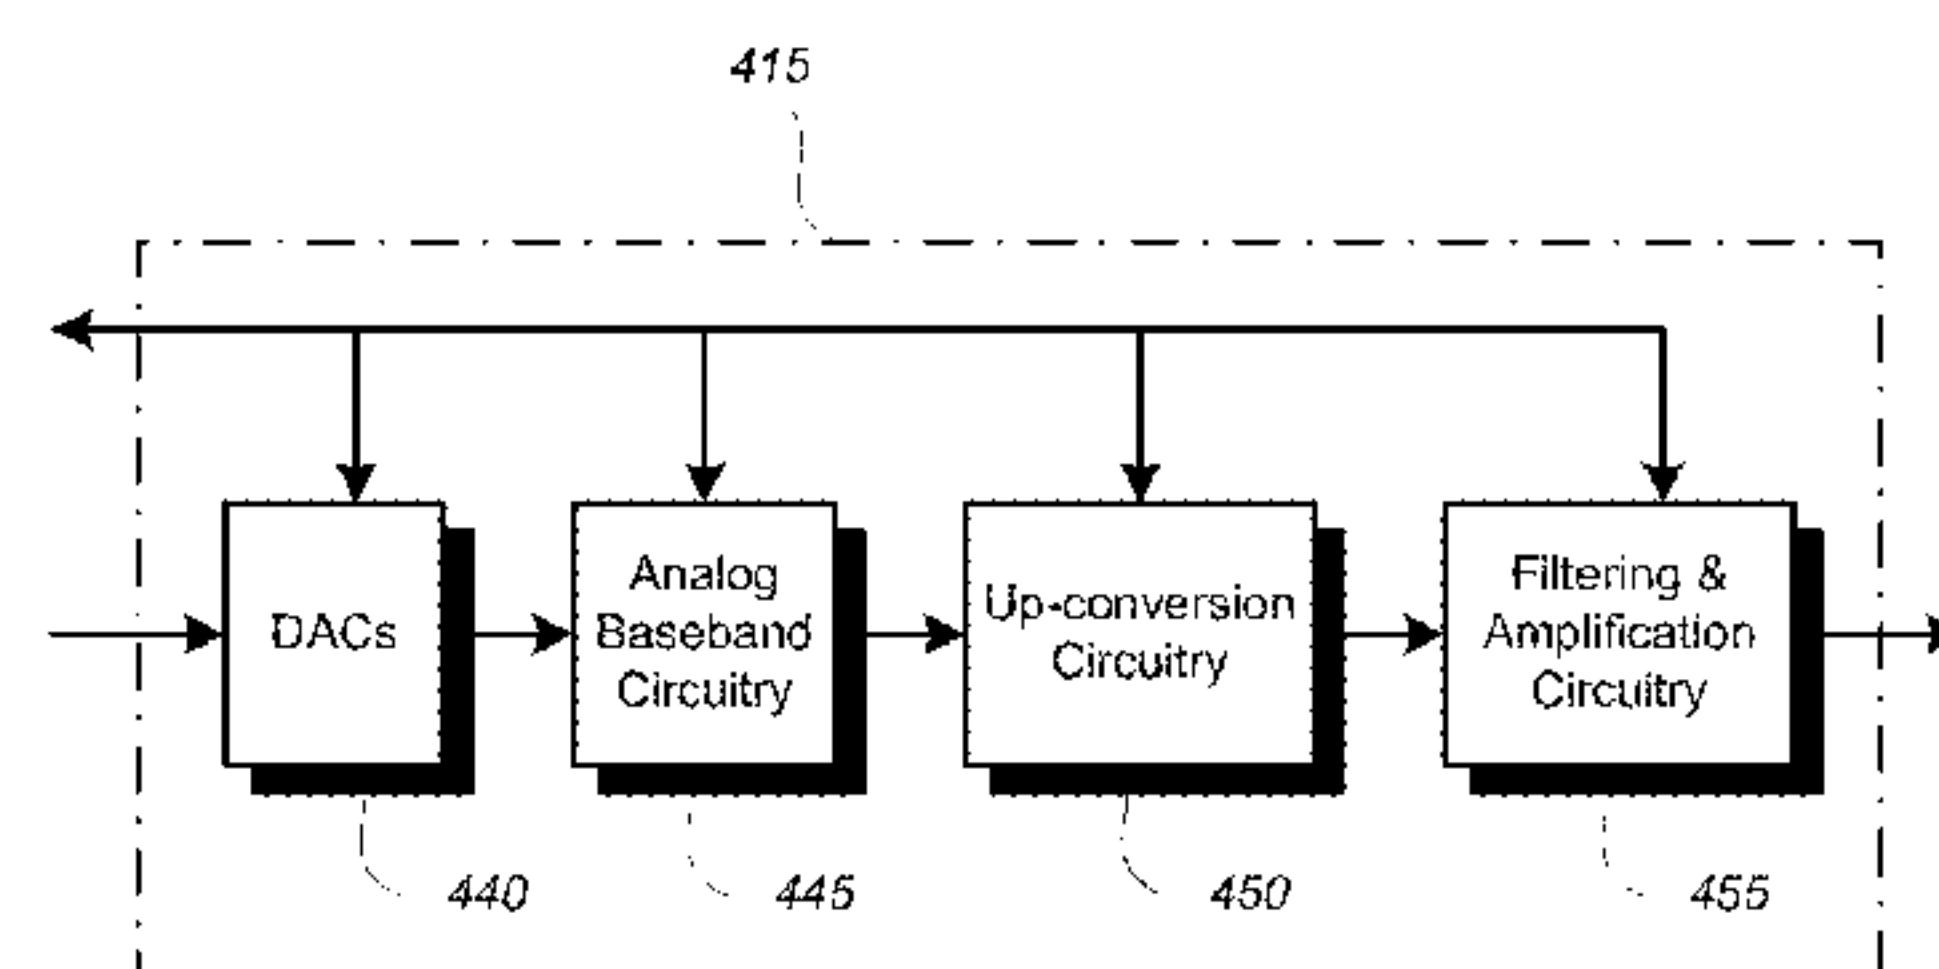 415
DACs
Analog
Baseband
Circuitry
Up-conversion
Circuitry
Filtering &
Amplification
Circuitry
440
445
450
455